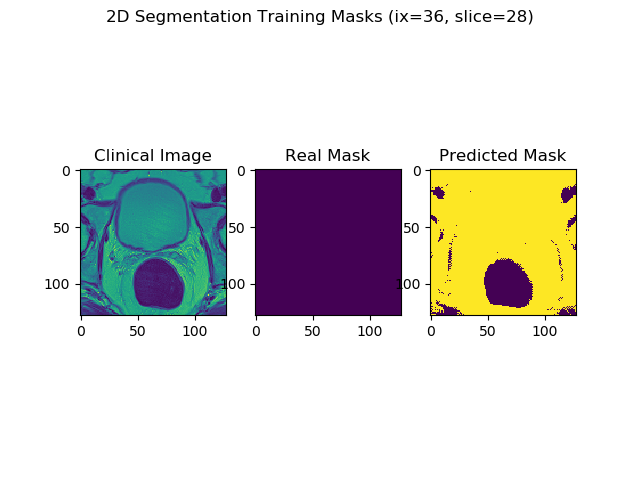 2D Segmentation Training Masks (ix=36, slice=28)
Clinical Image Real Mask Predicted Mask
0 0 0
50 50 50
100 100 100
0 50 100 0 50 100 0 50 100